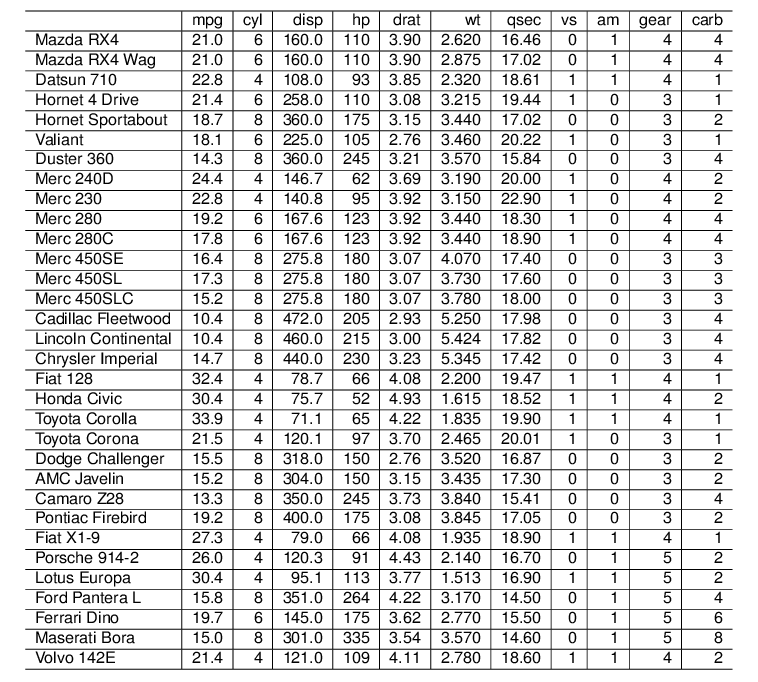 mpg cyl disp hp drat wt qsec vs am gear carb
Mazda RX4 21.0 6 160.0 110 3.90 2.620 16.46 0 1 4 4
Mazda RX4 Wag 21.0 6 160.0 110 3.90 2.875 17.02 0 1 4 4
Datsun 710 22.8 4 108.0 93 3.85 2.320 18.61 1 1 4 1
Hornet 4 Drive 21.4 6 258.0 110 3.08 3.215 19.44 1 0 3 1
Hornet Sportabout 18.7 8 360.0 175 3.15 3.440 17.02 0 0 3 2
Valiant 18.1 6 225.0 105 2.76 3.460 20.22 1 0 3 1
Duster 360 14.3 8 360.0 245 3.21 3.570 15.84 0 0 3 4
Merc 240D 24.4 4 146.7 62 3.69 3.190 20.00 1 0 4 2
Merc 230 22.8 4 140.8 95 3.92 3.150 22.90 1 0 4 2
Merc 280 19.2 6 167.6 123 3.92 3.440 18.30 1 0 4 4
Merc 280C 17.8 6 167.6 123 3.92 3.440 18.90 1 0 4 4
Merc 450SE 16.4 8 275.8 180 3.07 4.070 17.40 0 0 3 3
Merc 450SL 17.3 8 275.8 180 3.07 3.730 17.60 0 0 3 3
Merc 450SLC 15.2 8 275.8 180 3.07 3.780 18.00 0 0 3 3
Cadillac Fleetwood 10.4 8 472.0 205 2.93 5.250 17.98 0 0 3 4
Lincoln Continental 10.4 8 460.0 215 3.00 5.424 17.82 0 0 3 4
Chrysler Imperial 14.7 8 440.0 230 3.23 5.345 17.42 0 0 3 4
Fiat 128 32.4 4 78.7 66 4.08 2.200 19.47 1 1 4 1
Honda Civic 30.4 4 75.7 52 4.93 1.615 18.52 1 1 4 2
Toyota Corolla 33.9 4 71.1 65 4.22 1.835 19.90 1 1 4 1
Toyota Corona 21.5 4 120.1 97 3.70 2.465 20.01 1 0 3 1
Dodge Challenger 15.5 8 318.0 150 2.76 3.520 16.87 0 0 3 2
AMC Javelin 15.2 8 304.0 150 3.15 3.435 17.30 0 0 3 2
Camaro Z28 13.3 8 350.0 245 3.73 3.840 15.41 0 0 3 4
Pontiac Firebird 19.2 8 400.0 175 3.08 3.845 17.05 0 0 3 2
Fiat X1-9 27.3 4 79.0 66 4.08 1.935 18.90 1 1 4 1
Porsche 914-2 26.0 4 120.3 91 4.43 2.140 16.70 0 1 5 2
Lotus Europa 30.4 4 95.1 113 3.77 1.513 16.90 1 1 5 2
Ford Pantera L 15.8 8 351.0 264 4.22 3.170 14.50 0 1 5 4
Ferrari Dino 19.7 6 145.0 175 3.62 2.770 15.50 0 1 5 6
Maserati Bora 15.0 8 301.0 335 3.54 3.570 14.60 0 1 5 8
Volvo 142E 21.4 4 121.0 109 4.11 2.780 18.60 1 1 4 2